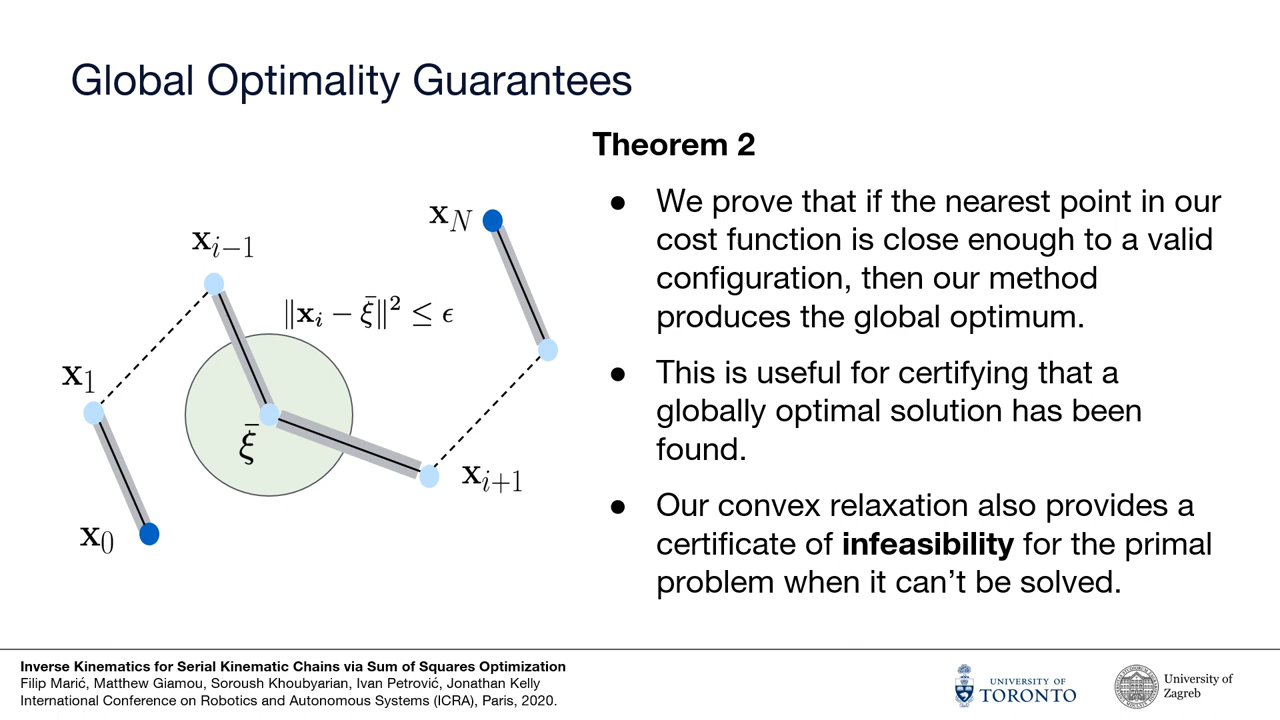 Global Optimality Guarantees
Theorem 2
● We prove that if the nearest point in our
cost function is close enough to a valid
configuration, then our method
produces the global optimum.
● This is useful for certifying that a
globally optimal solution has been
found.
● Our convex relaxation also provides a
certificate of infeasibility for the primal
problem when it can’t be solved.
x_N
x_{i−1}
‖x_i − ξ̄‖² ≤ ϵ
x_1
ξ̄
x_{i+1}
x_0
Inverse Kinematics for Serial Kinematic Chains via Sum of Squares Optimization
Filip Marić, Matthew Giamou, Soroush Khoubyarian, Ivan Petrović, Jonathan Kelly
International Conference on Robotics and Autonomous Systems (ICRA), Paris, 2020.
UNIVERSITY OF
TORONTO
University of
Zagreb